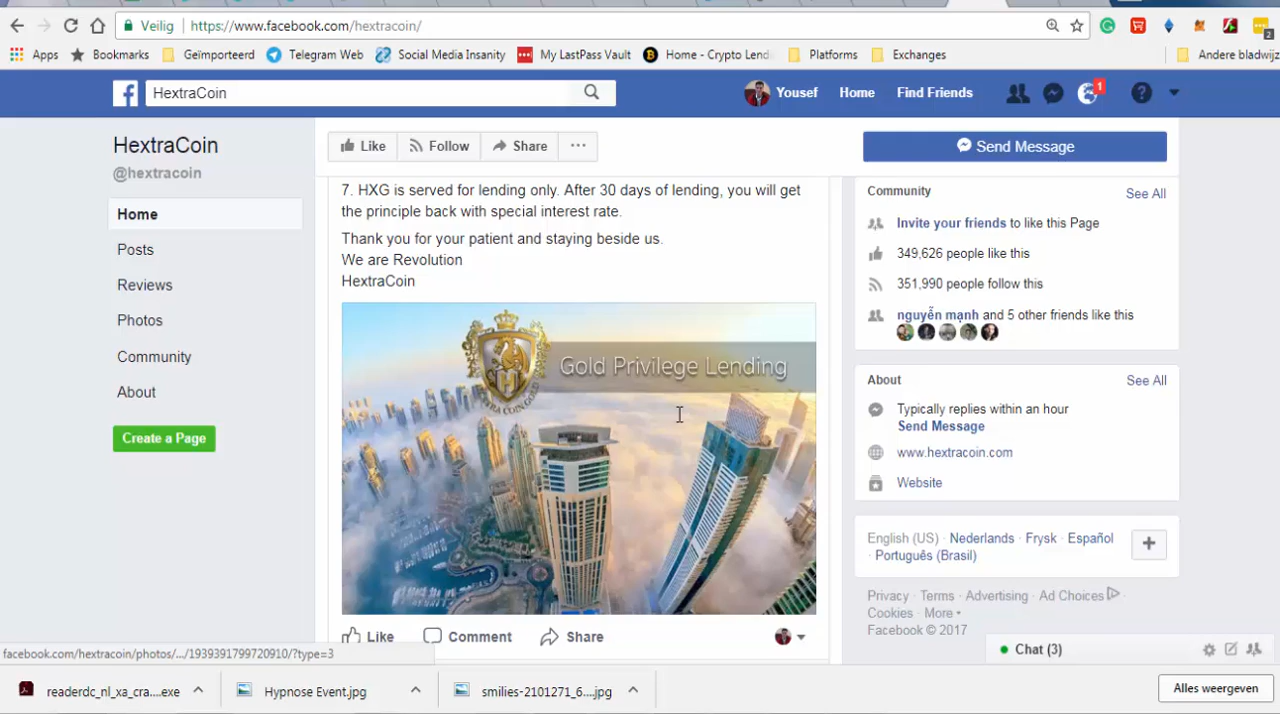 Veilig https://www.facebook.com/hextracoin/
Apps Bookmarks Geïmporteerd Telegram Web Social Media Insanity My LastPass Vault Home - Crypto Lendi Platforms Exchanges Andere bladwijz
2
HextraCoin
Yousef Home Find Friends 1
HextraCoin
@hextracoin
Home
Posts
Reviews
Photos
Community
About
Create a Page
Like Follow Share
Send Message
7. HXG is served for lending only. After 30 days of lending, you will get
the principle back with special interest rate.
Thank you for your patient and staying beside us.
We are Revolution
HextraCoin
Gold Privilege Lending
H
HEXTRA COIN GOLD
Like Comment Share
Community See All
Invite your friends to like this Page
349,626 people like this
351,990 people follow this
nguyễn mạnh and 5 other friends like this
About See All
Typically replies within an hour
Send Message
www.hextracoin.com
Website
English (US) · Nederlands · Frysk · Español
· Português (Brasil)
Privacy · Terms · Advertising · Ad Choices ·
Cookies · More
Facebook © 2017
Chat (3)
facebook.com/hextracoin/photos/.../1939391799720910/?type=3
readerdc_nl_xa_cra....exe
Hypnose Event.jpg
smilies-2101271_6....jpg
Alles weergeven